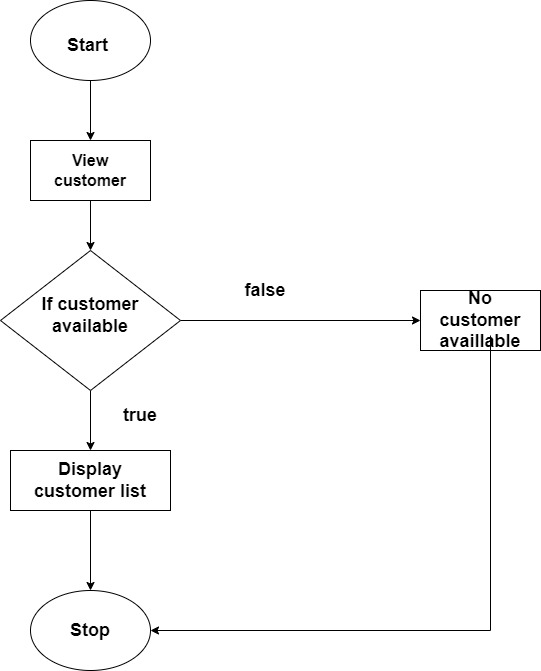 Start
View
customer
If customer
available
false
No
customer
availlable
true
Display
customer list
Stop